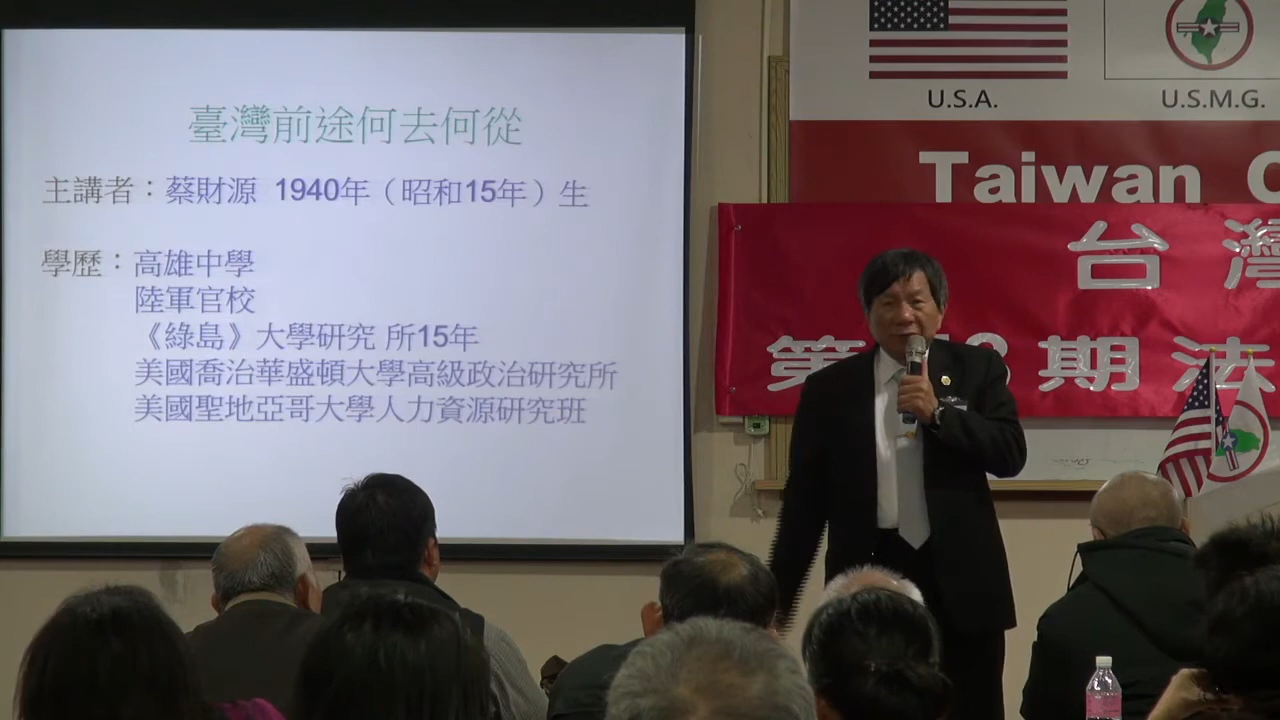 臺灣前途何去何從
主講者：蔡財源 1940年（昭和15年）生
學歷：高雄中學
陸軍官校
《綠島》大學研究 所15年
美國喬治華盛頓大學高級政治研究所
美國聖地亞哥大學人力資源研究班
U.S.A.
U.S.M.G.
Taiwan C
台灣
第 期法